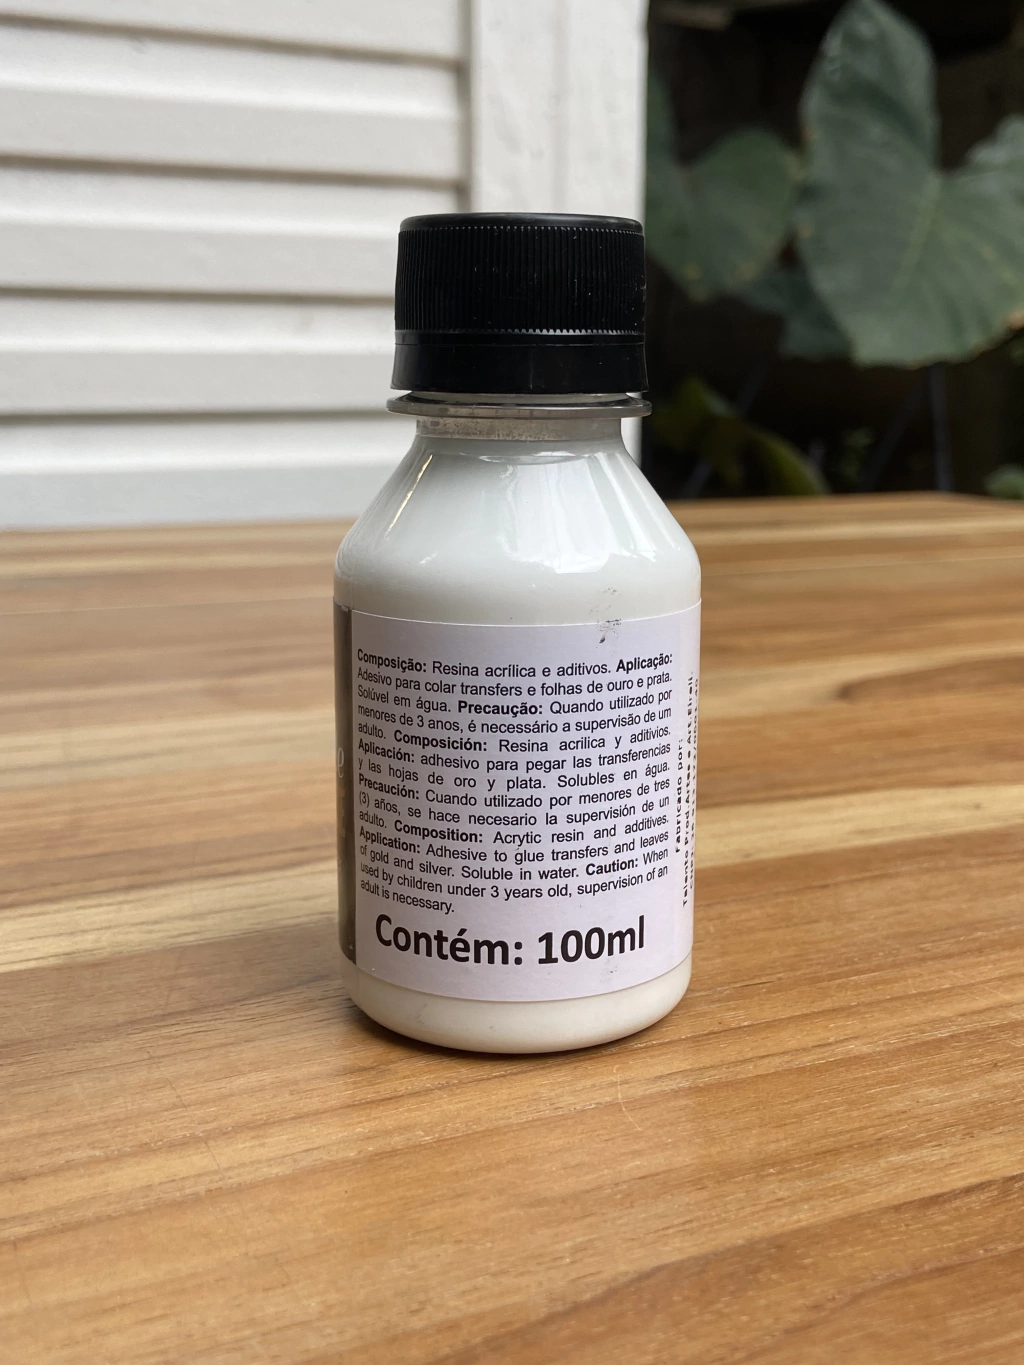 Composição: Resina acrílica e aditivos. Aplicação:
Adesivo para colar transfers e folhas de ouro e prata.
Solúvel em água. Precaução: Quando utilizado por
menores de 3 anos, é necessário a supervisão de um
adulto. Composición: Resina acrilica y aditivios.
Aplicación: adhesivo para pegar las transferencias
y las hojas de oro y plata. Solubles en água.
Precaución: Cuando utilizado por menores de tres
(3) años, se hace necesario la supervisión de un
adulto. Composition: Acrytic resin and additives.
Application: Adhesive to glue transfers and leaves
of gold and silver. Soluble in water. Caution: When
used by children under 3 years old, supervision of an
adult is necessary.
Contém: 100ml
Fabricado por: